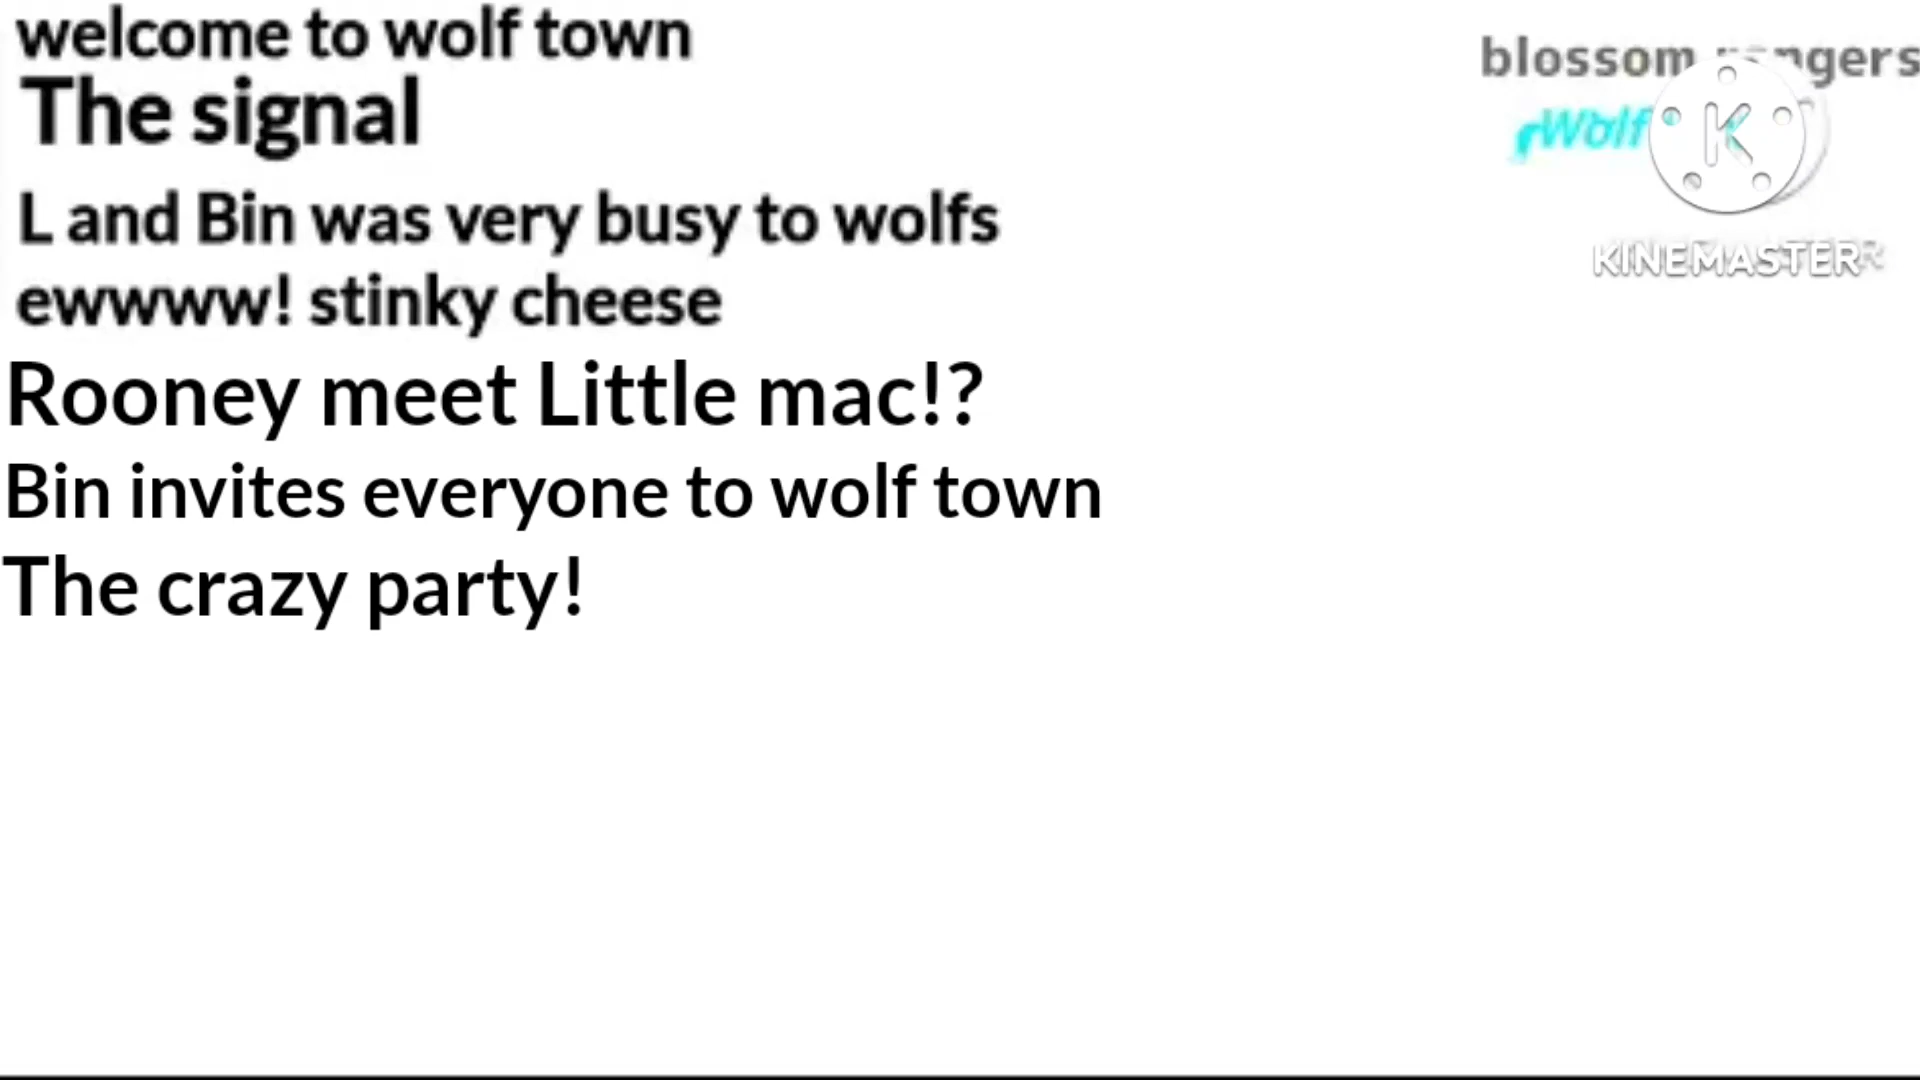 welcome to wolf town
The signal
L and Bin was very busy to wolfs
ewwww! stinky cheese
Rooney meet Little mac!?
Bin invites everyone to wolf town
The crazy party!
blossom
Wolf
KINEMASTER